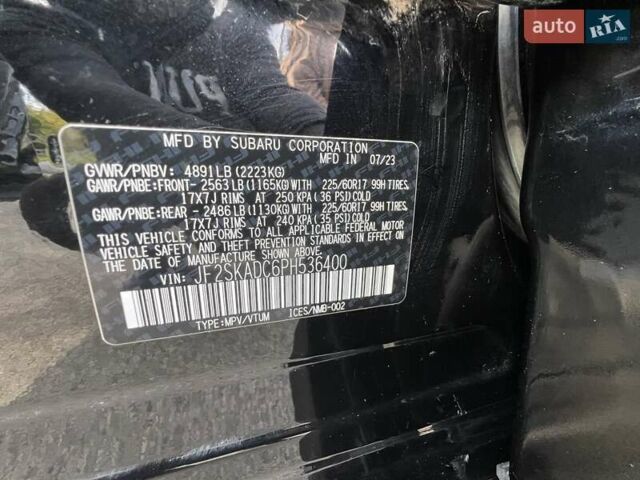 auto RIA
.com
MFD BY SUBARU CORPORATION
MFD IN 07/23
GVWR/PNBV: 4891LB (2223KG)
GAWR/PNBE:FRONT- 2563LB (1165KG)WITH 225/60R17 99H TIRES,
17X7J RIMS AT 250 KPA (36 PSI)COLD
GAWR/PNBE:REAR - 2486LB (1130KG)WITH 225/60R17 99H TIRES,
17X7J RIMS AT 240 KPA (35 PSI)COLD
THIS VEHICLE CONFORMS TO ALL APPLICABLE FEDERAL MOTOR
VEHICLE SAFETY AND THEFT PREVENTION STANDARDS IN EFFECT
ON THE DATE OF MANUFACTURE SHOWN ABOVE.
VIN: JF2SKADC6PH536400
TYPE:MPV/VTUM ICES/NMB-002